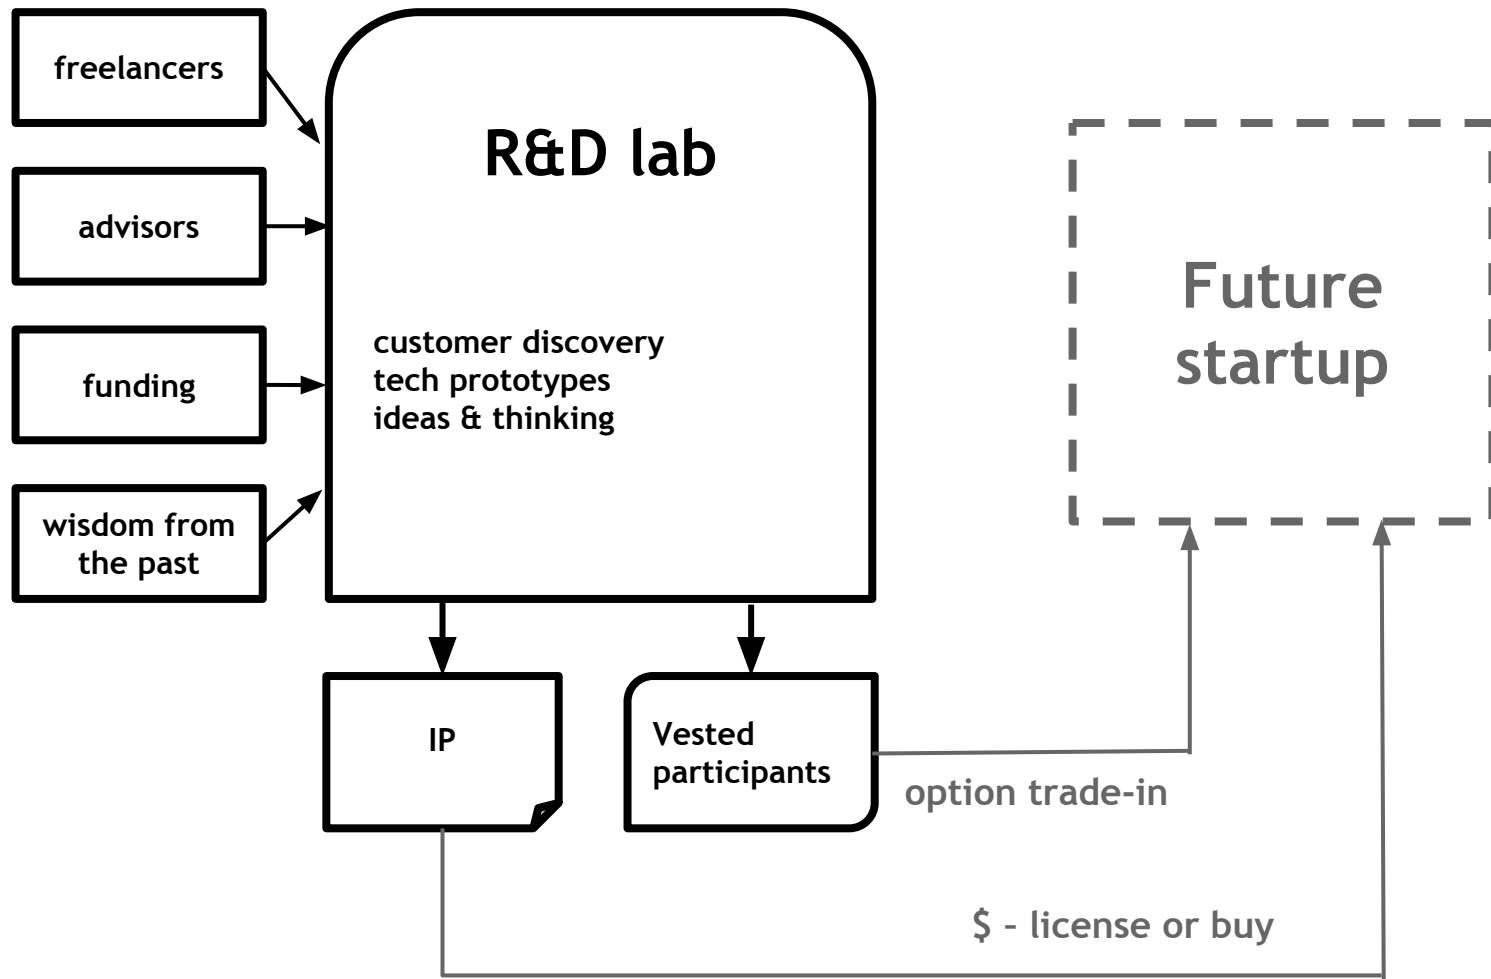 freelancers
R&D lab
advisors
Future
startup
customer discovery
tech prototypes
ideas & thinking
funding
wisdom from
the past
IP
Vested
participants
option trade-in
$ – license or buy